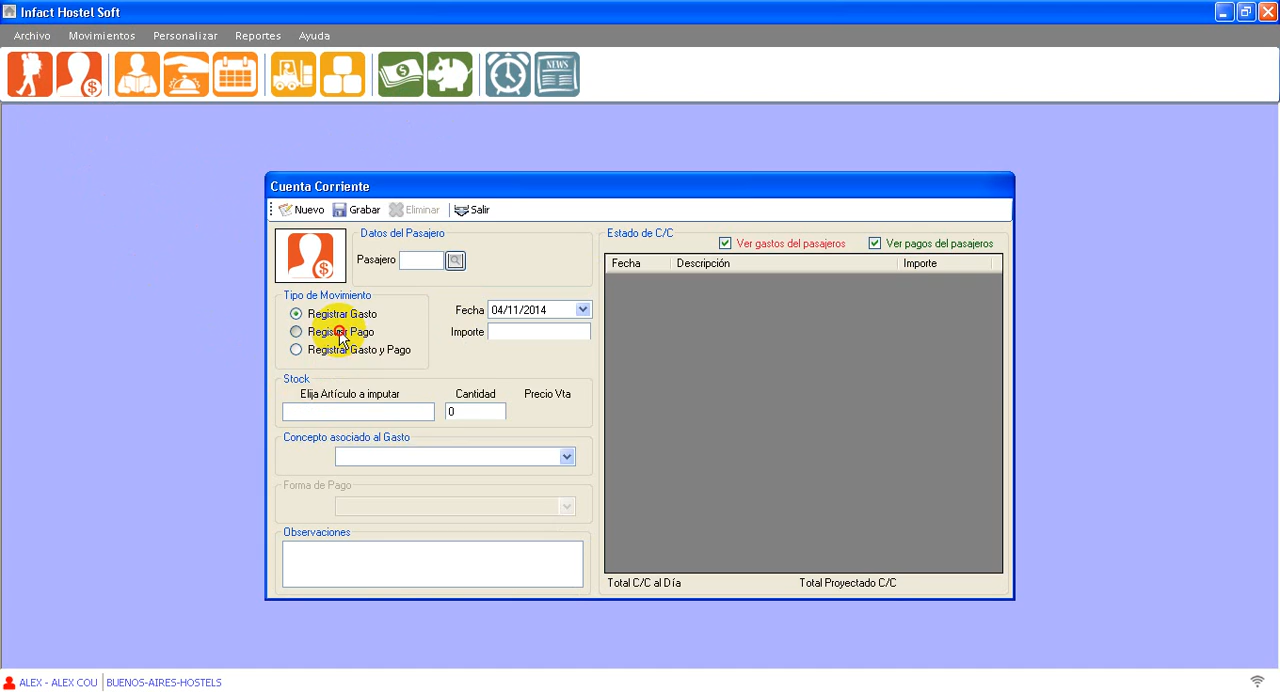 Infact Hostel Soft
Archivo Movimientos Personalizar Reportes Ayuda
$ $ NEWS
Cuenta Corriente
Nuevo Grabar Eliminar Salir
Datos del Pasajero
Pasajero
$
Tipo de Movimiento
Registrar Gasto
Registrar Pago
Registrar Gasto y Pago
Fecha 04/11/2014
Importe
Stock
Elija Artículo a imputar Cantidad Precio Vta
0
Concepto asociado al Gasto
Forma de Pago
Observaciones
Estado de C/C
Ver gastos del pasajeros Ver pagos del pasajeros
Fecha Descripción Importe
Total C/C al Día Total Proyectado C/C
ALEX - ALEX COU BUENOS-AIRES-HOSTELS